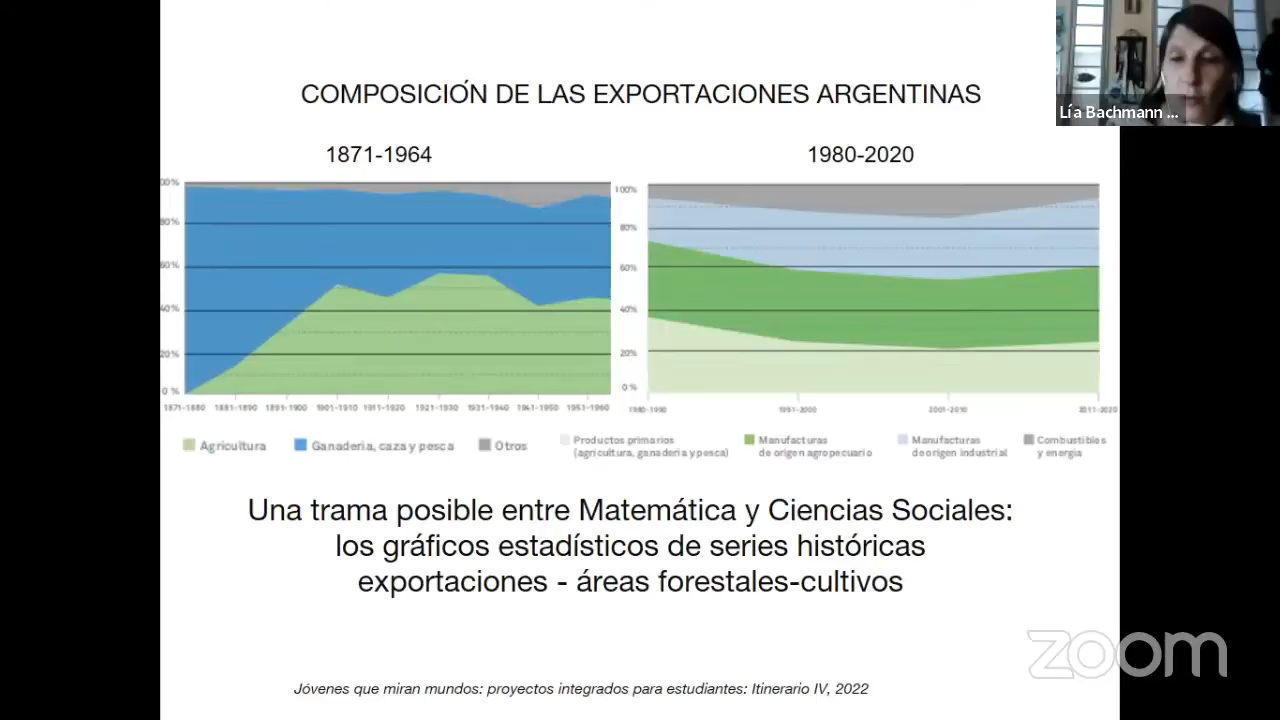 Lía Bachmann ...
COMPOSICIÓN DE LAS EXPORTACIONES ARGENTINAS
1871-1964
1980-2020
00%
80%
60%
40%
20%
0 %
1871-1880 1881-1890 1891-1900 1901-1910 1911-1920 1921-1930 1931-1940 1941-1950 1951-1960
100%
80%
60%
40%
20%
0 %
1980-1990 1991-2000 2001-2010 2011-2020
Agricultura Ganadería, caza y pesca Otros
Productos primarios
(agricultura, ganadería y pesca)
Manufacturas
de origen agropecuario
Manufacturas
de origen industrial
Combustibles
y energía
Una trama posible entre Matemática y Ciencias Sociales:
los gráficos estadísticos de series históricas
exportaciones - áreas forestales-cultivos
zoom
Jóvenes que miran mundos: proyectos integrados para estudiantes: Itinerario IV, 2022